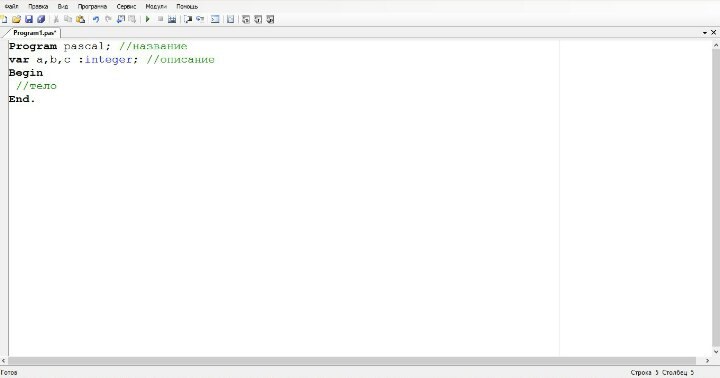 Файл Правка Вид Программа Сервис Модули Помощь
Program1.pas*
Program pascal; //название
var a,b,c :integer; //описание
Begin
//тело
End.
Готов Строка 5 Столбец 5